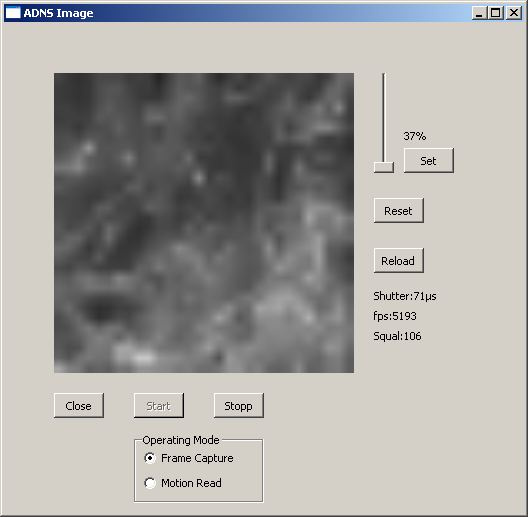 ADNS Image
37%
Set
Reset
Reload
Shutter:71µs
fps:5193
Squal:106
Close
Start
Stopp
Operating Mode
Frame Capture
Motion Read